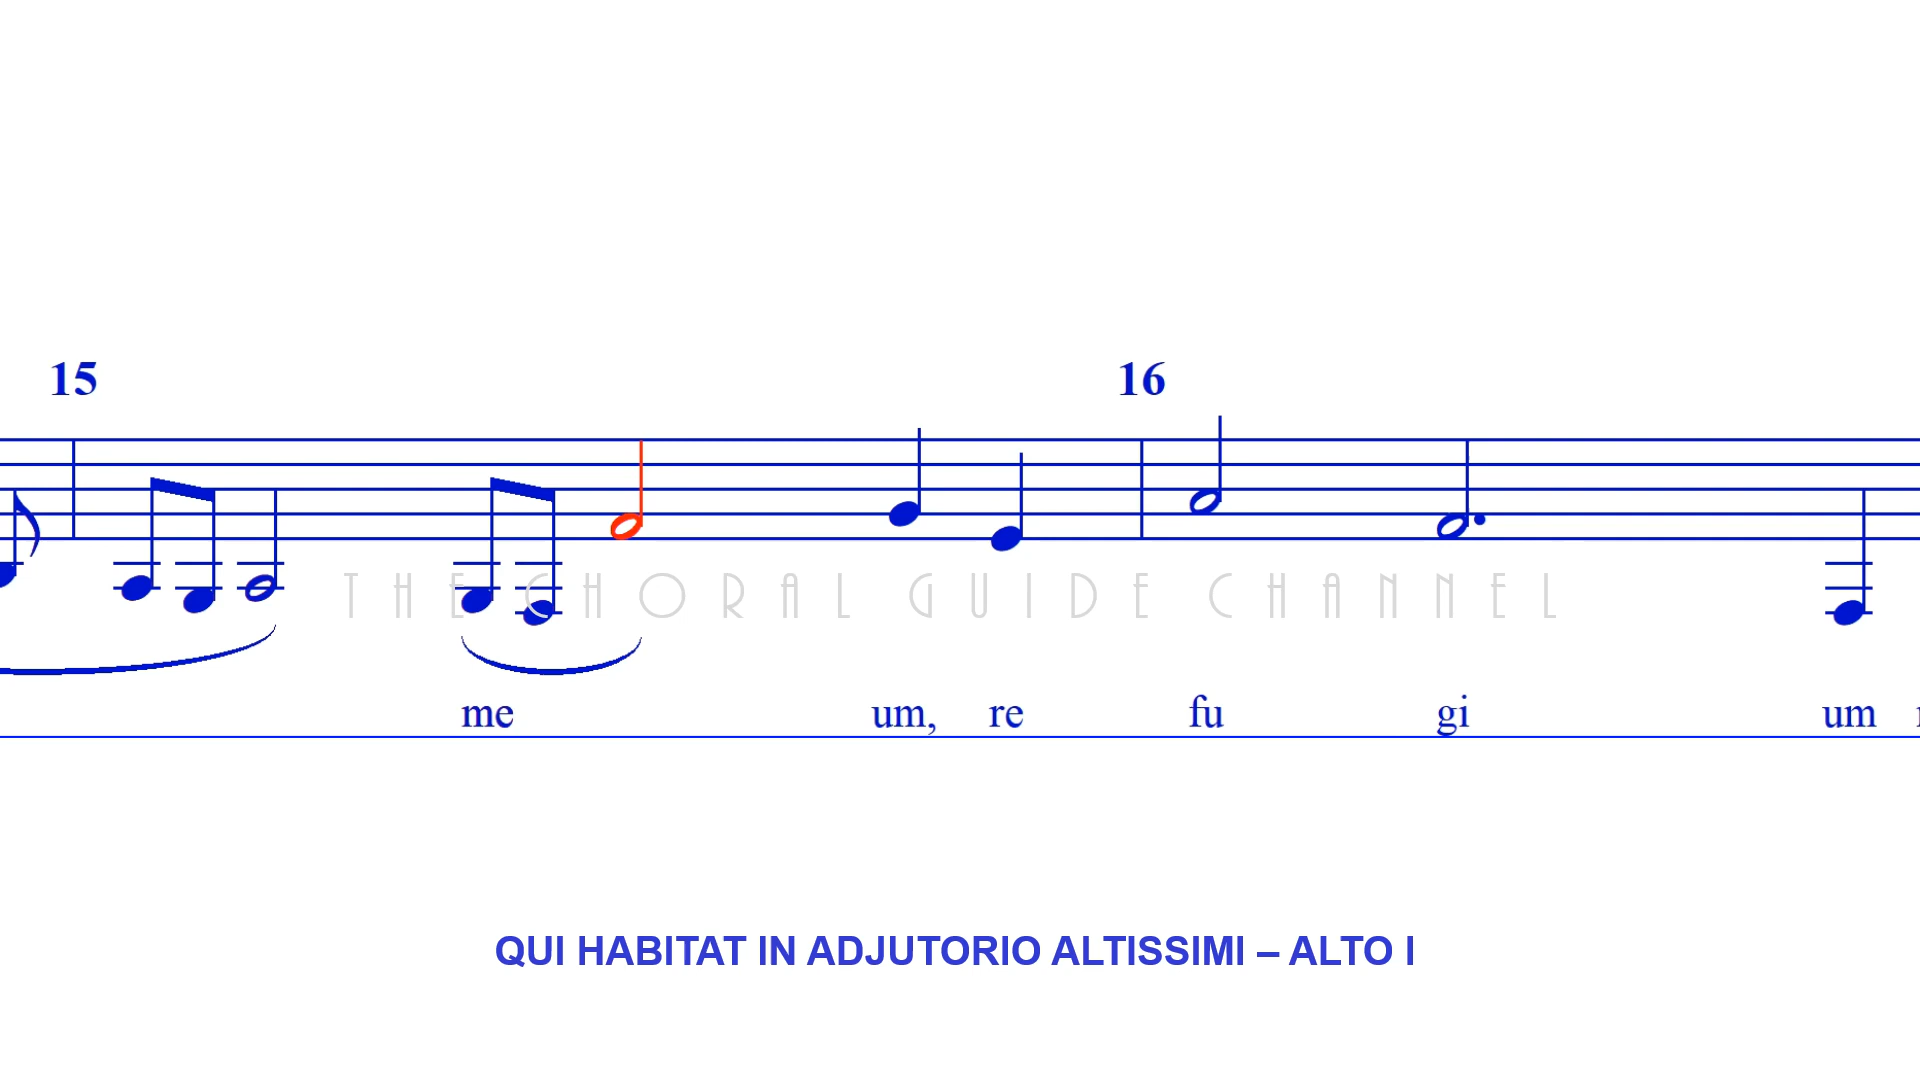 15 16
THE CHORAL GUIDE CHANNEL
me um, re fu gi um
QUI HABITAT IN ADJUTORIO ALTISSIMI – ALTO I